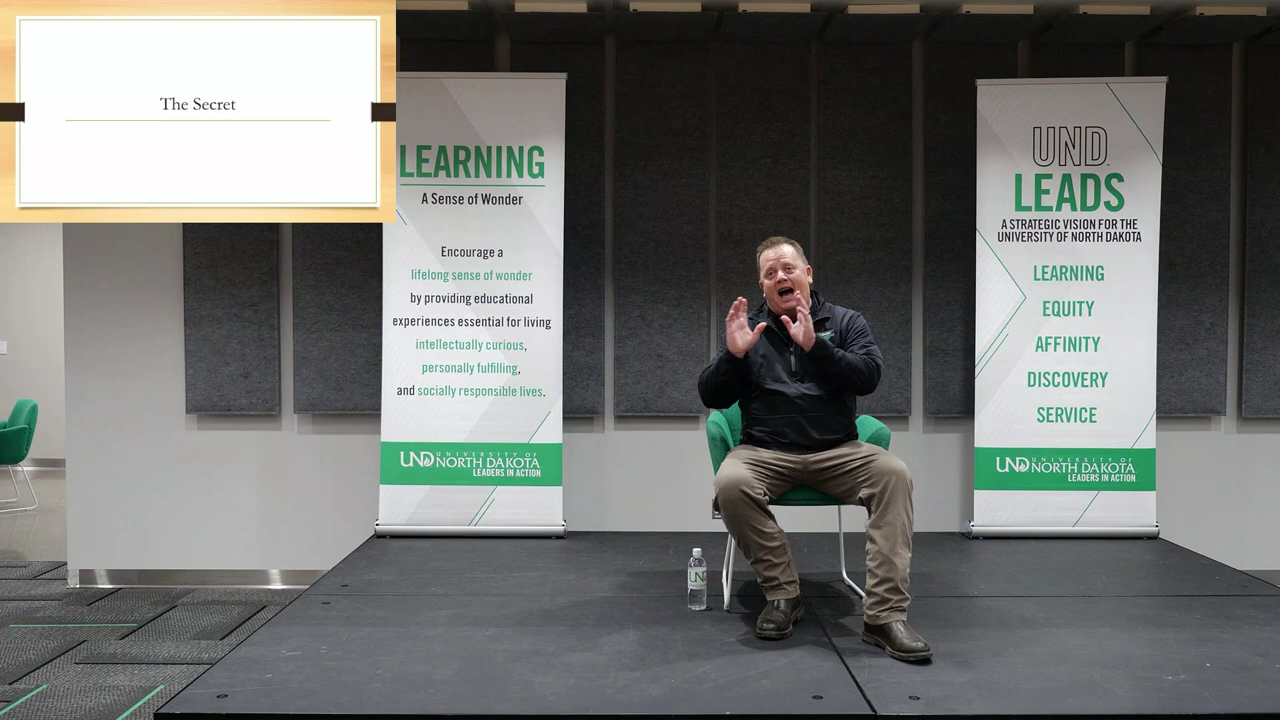 The Secret
LEARNING
A Sense of Wonder
Encourage a
lifelong sense of wonder
by providing educational
experiences essential for living
intellectually curious,
personally fulfilling,
and socially responsible lives.
UND UNIVERSITY OF
NORTH DAKOTA
LEADERS IN ACTION
UND
LEADS
A STRATEGIC VISION FOR THE
UNIVERSITY OF NORTH DAKOTA
LEARNING
EQUITY
AFFINITY
DISCOVERY
SERVICE
UND UNIVERSITY OF
NORTH DAKOTA
LEADERS IN ACTION
UND